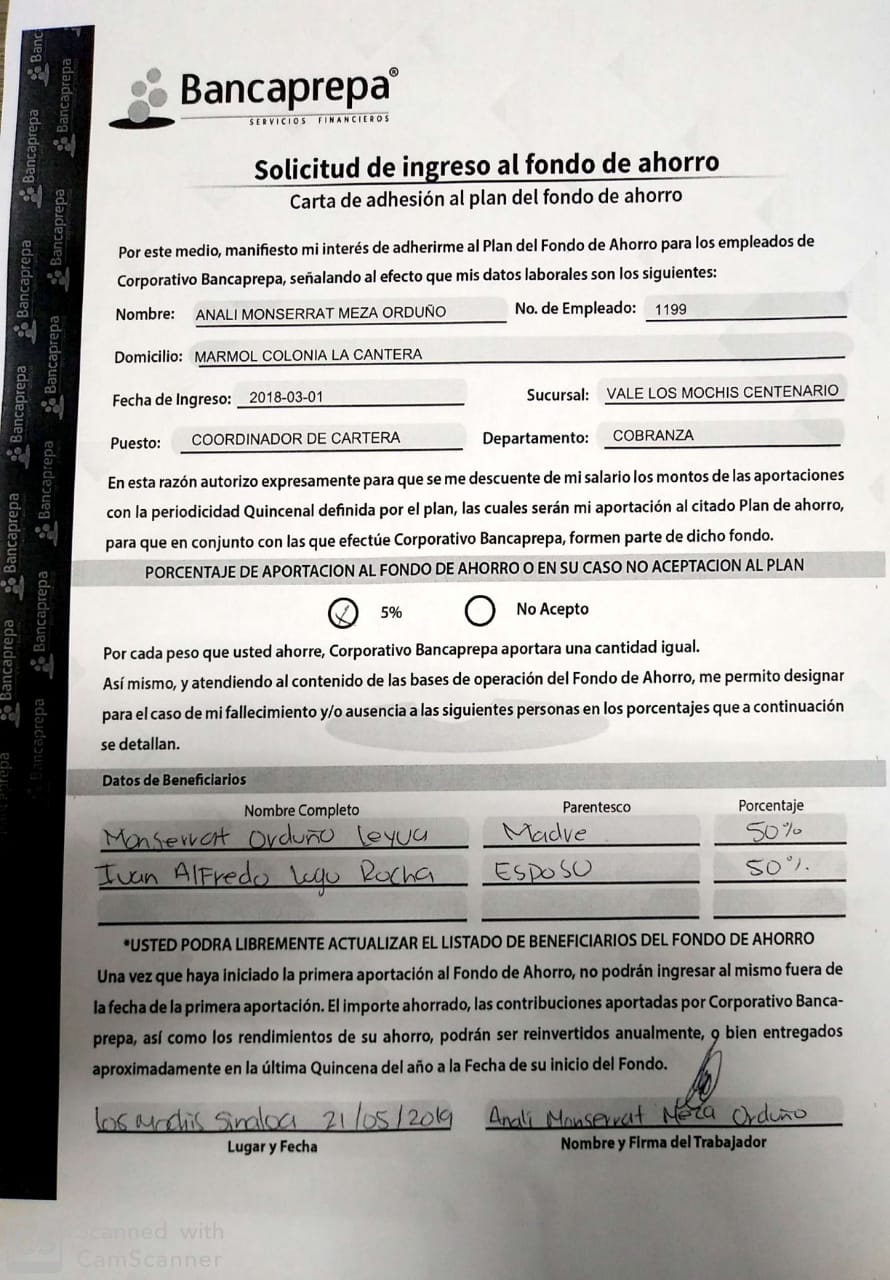 Bancaprepa®
SERVICIOS FINANCIEROS
Solicitud de ingreso al fondo de ahorro
Carta de adhesión al plan del fondo de ahorro
Por este medio, manifiesto mi interés de adherirme al Plan del Fondo de Ahorro para los empleados de
Corporativo Bancaprepa, señalando al efecto que mis datos laborales son los siguientes:
Nombre: ANALI MONSERRAT MEZA ORDUÑO No. de Empleado: 1199
Domicilio: MARMOL COLONIA LA CANTERA
Fecha de Ingreso: 2018-03-01 Sucursal: VALE LOS MOCHIS CENTENARIO
Puesto: COORDINADOR DE CARTERA Departamento: COBRANZA
En esta razón autorizo expresamente para que se me descuente de mi salario los montos de las aportaciones
con la periodicidad Quincenal definida por el plan, las cuales serán mi aportación al citado Plan de ahorro,
para que en conjunto con las que efectúe Corporativo Bancaprepa, formen parte de dicho fondo.
PORCENTAJE DE APORTACION AL FONDO DE AHORRO O EN SU CASO NO ACEPTACION AL PLAN
5% No Acepto
Por cada peso que usted ahorre, Corporativo Bancaprepa aportara una cantidad igual.
Así mismo, y atendiendo al contenido de las bases de operación del Fondo de Ahorro, me permito designar
para el caso de mi fallecimiento y/o ausencia a las siguientes personas en los porcentajes que a continuación
se detallan.
Datos de Beneficiarios
Nombre Completo Parentesco Porcentaje
Monserrat Orduño Leyva Madre 50%
Ivan Alfredo Lugo Rocha Esposo 50%.
*USTED PODRA LIBREMENTE ACTUALIZAR EL LISTADO DE BENEFICIARIOS DEL FONDO DE AHORRO
Una vez que haya iniciado la primera aportación al Fondo de Ahorro, no podrán ingresar al mismo fuera de
la fecha de la primera aportación. El importe ahorrado, las contribuciones aportadas por Corporativo Banca-
prepa, así como los rendimientos de su ahorro, podrán ser reinvertidos anualmente, o bien entregados
aproximadamente en la última Quincena del año a la Fecha de su inicio del Fondo.
los mochis Sinaloa 21/05/2019 Anali Monserrat Meza Orduño
Lugar y Fecha Nombre y Firma del Trabajador
Scanned with
CamScanner